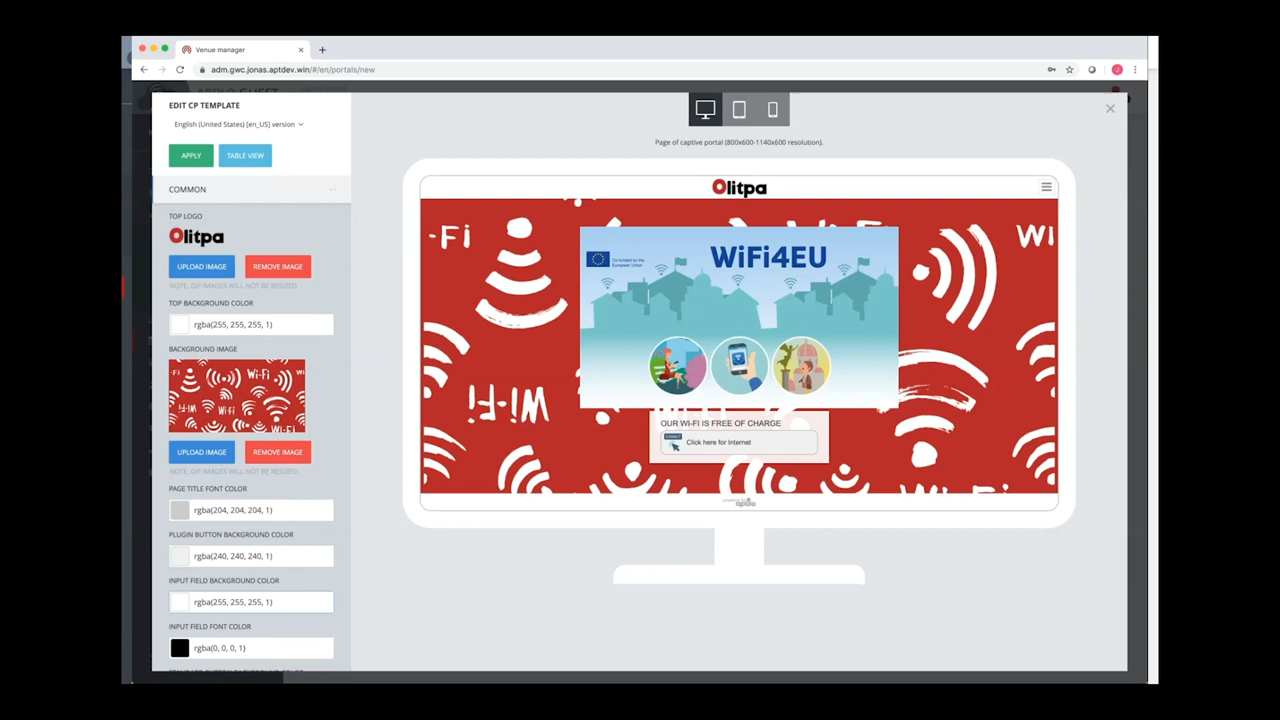 Venue manager
adm.gwc.jonas.aptdev.win/#/en/portals/new
EDIT CP TEMPLATE
English (United States) [en_US] version
APPLY
TABLE VIEW
COMMON
TOP LOGO
Olitpa
UPLOAD IMAGE
REMOVE IMAGE
NOTE, GIF IMAGES WILL NOT BE RESIZED
TOP BACKGROUND COLOR
rgba(255, 255, 255, 1)
BACKGROUND IMAGE
Wi-Fi
UPLOAD IMAGE
REMOVE IMAGE
NOTE, GIF IMAGES WILL NOT BE RESIZED
PAGE TITLE FONT COLOR
rgba(204, 204, 204, 1)
PLUGIN BUTTON BACKGROUND COLOR
rgba(240, 240, 240, 1)
INPUT FIELD BACKGROUND COLOR
rgba(255, 255, 255, 1)
INPUT FIELD FONT COLOR
rgba(0, 0, 0, 1)
Page of captive portal (800x600-1140x600 resolution).
Olitpa
-Fi
Wi
Co-funded by the
European Union
WiFi4EU
Wi-Fi
OUR WI-FI IS FREE OF CHARGE
Click here for Internet